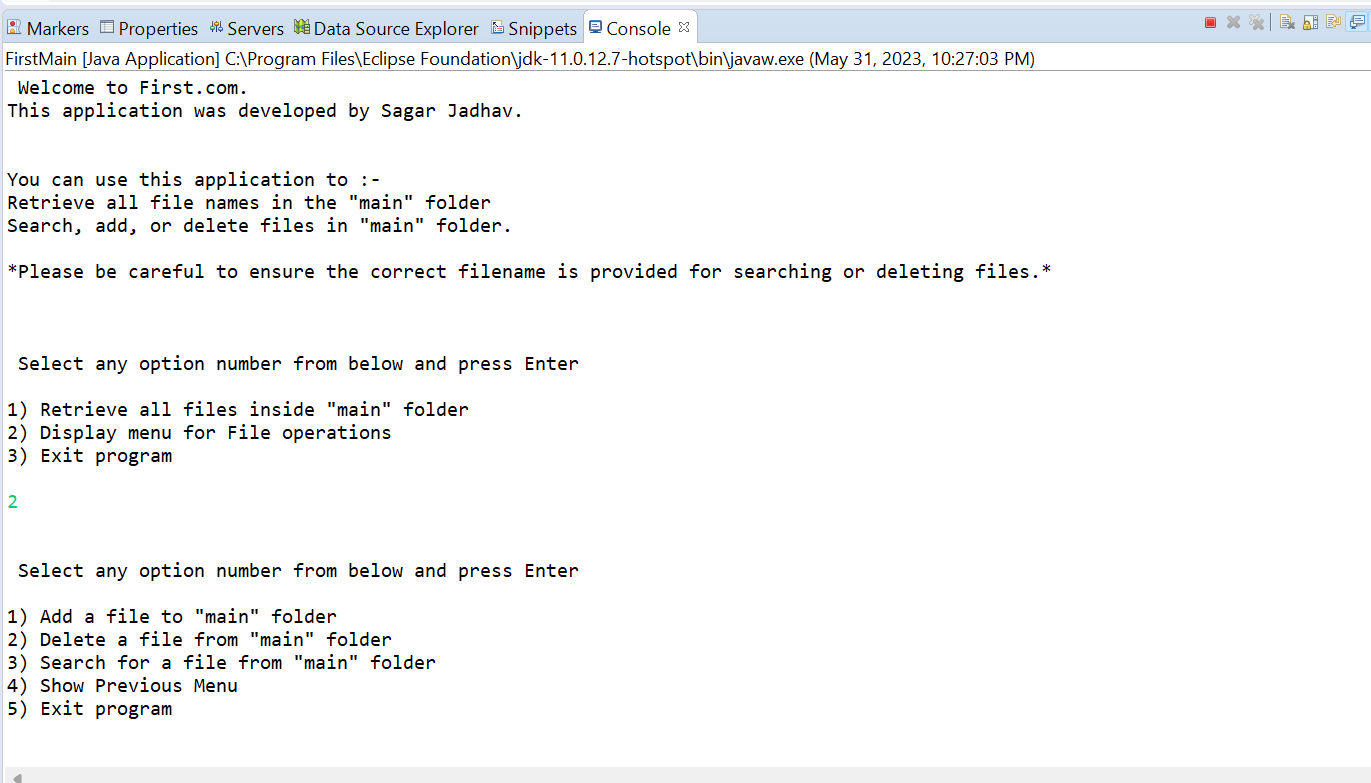 Markers Properties Servers Data Source Explorer Snippets Console
FirstMain [Java Application] C:\Program Files\Eclipse Foundation\jdk-11.0.12.7-hotspot\bin\javaw.exe (May 31, 2023, 10:27:03 PM)
Welcome to First.com.
This application was developed by Sagar Jadhav.
You can use this application to :-
Retrieve all file names in the "main" folder
Search, add, or delete files in "main" folder.
*Please be careful to ensure the correct filename is provided for searching or deleting files.*
Select any option number from below and press Enter
1) Retrieve all files inside "main" folder
2) Display menu for File operations
3) Exit program
2
Select any option number from below and press Enter
1) Add a file to "main" folder
2) Delete a file from "main" folder
3) Search for a file from "main" folder
4) Show Previous Menu
5) Exit program